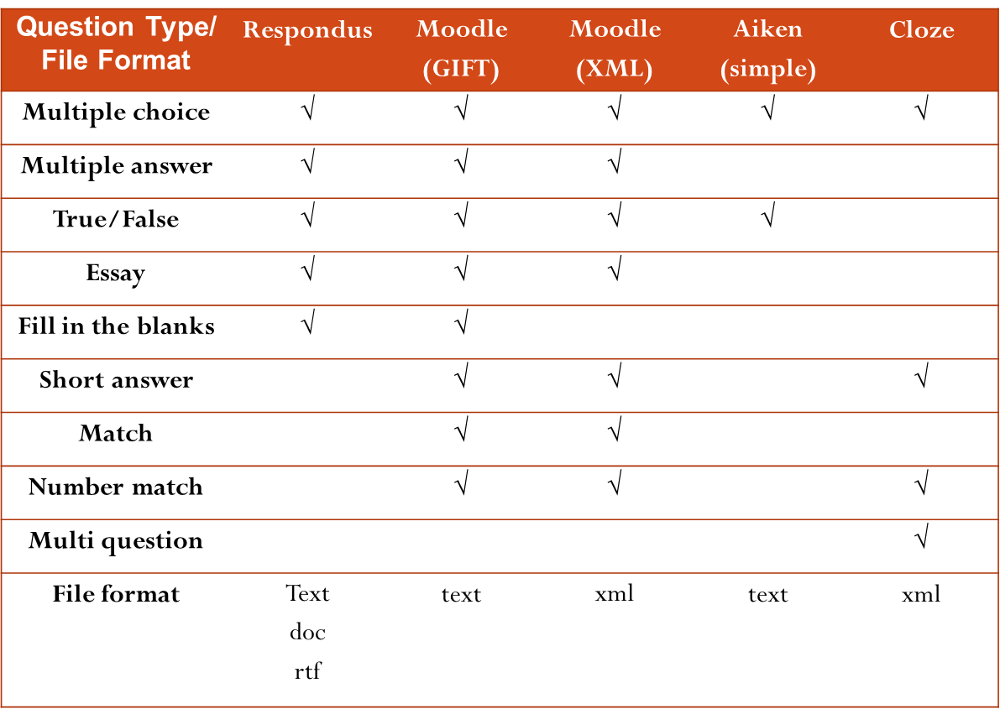 Question Type/ Respondus Moodle Moodle Aiken Cloze
File Format (GIFT) (XML) (simple)
Multiple choice √ √ √ √ √
Multiple answer √ √ √
True/False √ √ √ √
Essay √ √ √
Fill in the blanks √ √
Short answer √ √ √
Match √ √
Number match √ √ √
Multi question √
File format Text text xml text xml
doc
rtf